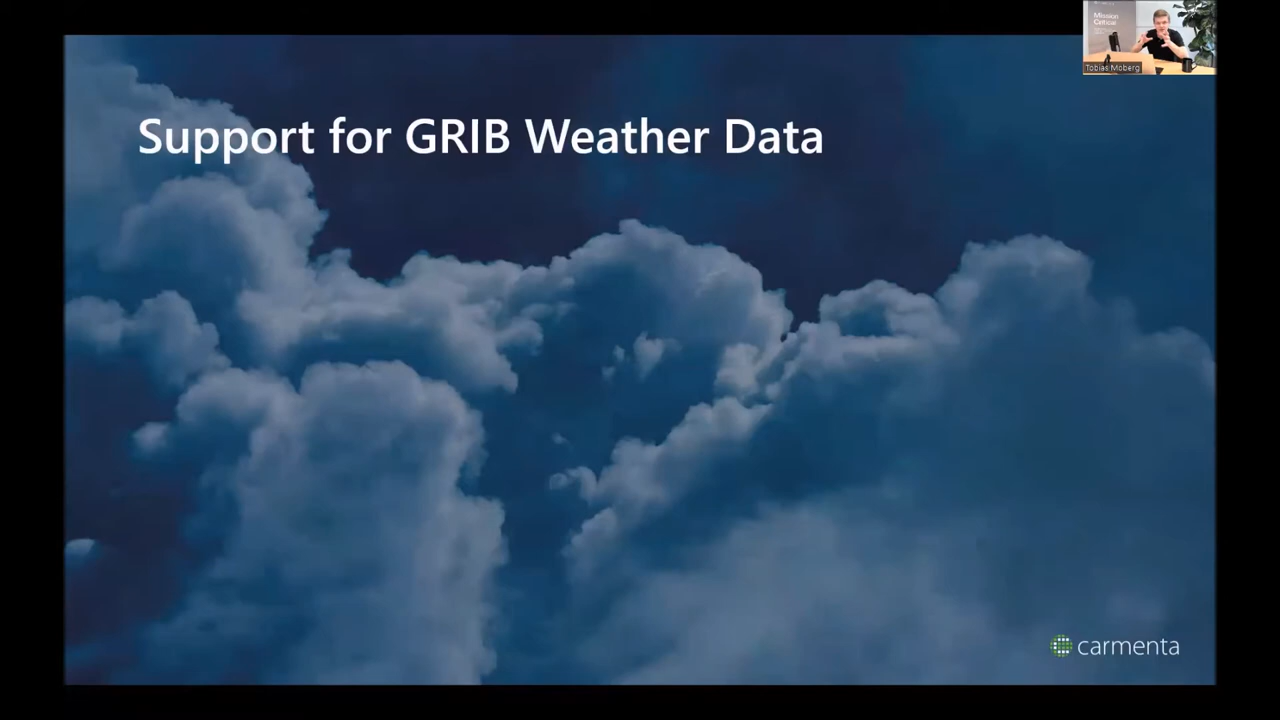 Mission
Critical
Tobias Moberg
Support for GRIB Weather Data
carmenta